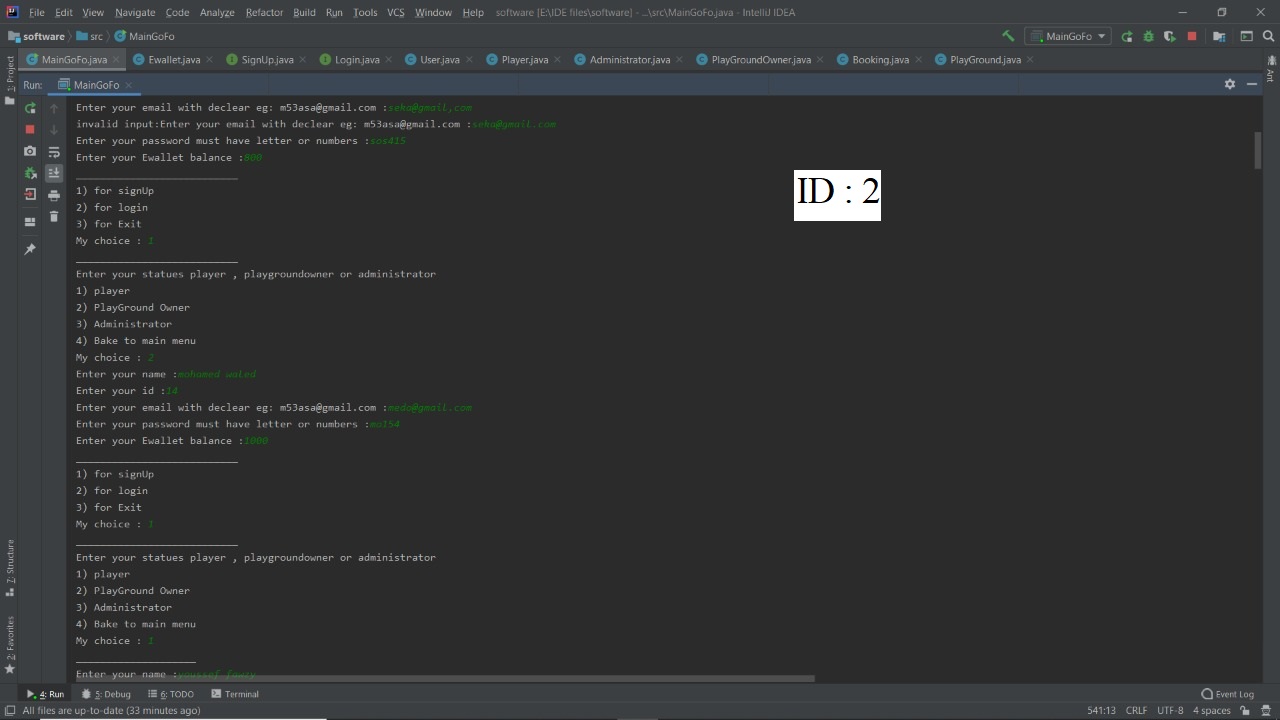 File Edit View Navigate Code Analyze Refactor Build Run Tools VCS Window Help software [E:\IDE files\software] - ...\src\MainGoFo.java - IntelliJ IDEA
software src MainGoFo MainGoFo
MainGoFo.java Ewallet.java SignUp.java Login.java User.java Player.java Administrator.java PlayGroundOwner.java Booking.java PlayGround.java
1: Project
Ant
Run: MainGoFo
Enter your email with declear eg: m53asa@gmail.com :seka@gmail,com
invalid input:Enter your email with declear eg: m53asa@gmail.com :seka@gmail.com
Enter your password must have letter or numbers :sos415
Enter your Ewallet balance :800
___________________________
1) for signUp
2) for login
3) for Exit
My choice : 1
___________________________
Enter your statues player , playgroundowner or administrator
1) player
2) PlayGround Owner
3) Administrator
4) Bake to main menu
My choice : 2
Enter your name :mohamed waled
Enter your id :14
Enter your email with declear eg: m53asa@gmail.com :medo@gmail.com
Enter your password must have letter or numbers :mo154
Enter your Ewallet balance :1000
___________________________
1) for signUp
2) for login
3) for Exit
My choice : 1
___________________________
Enter your statues player , playgroundowner or administrator
1) player
2) PlayGround Owner
3) Administrator
4) Bake to main menu
My choice : 1
____________________
Enter your name :youssef fawzy
ID : 2
7: Structure
2: Favorites
4: Run 5: Debug 6: TODO Terminal Event Log
All files are up-to-date (33 minutes ago) 541:13 CRLF UTF-8 4 spaces